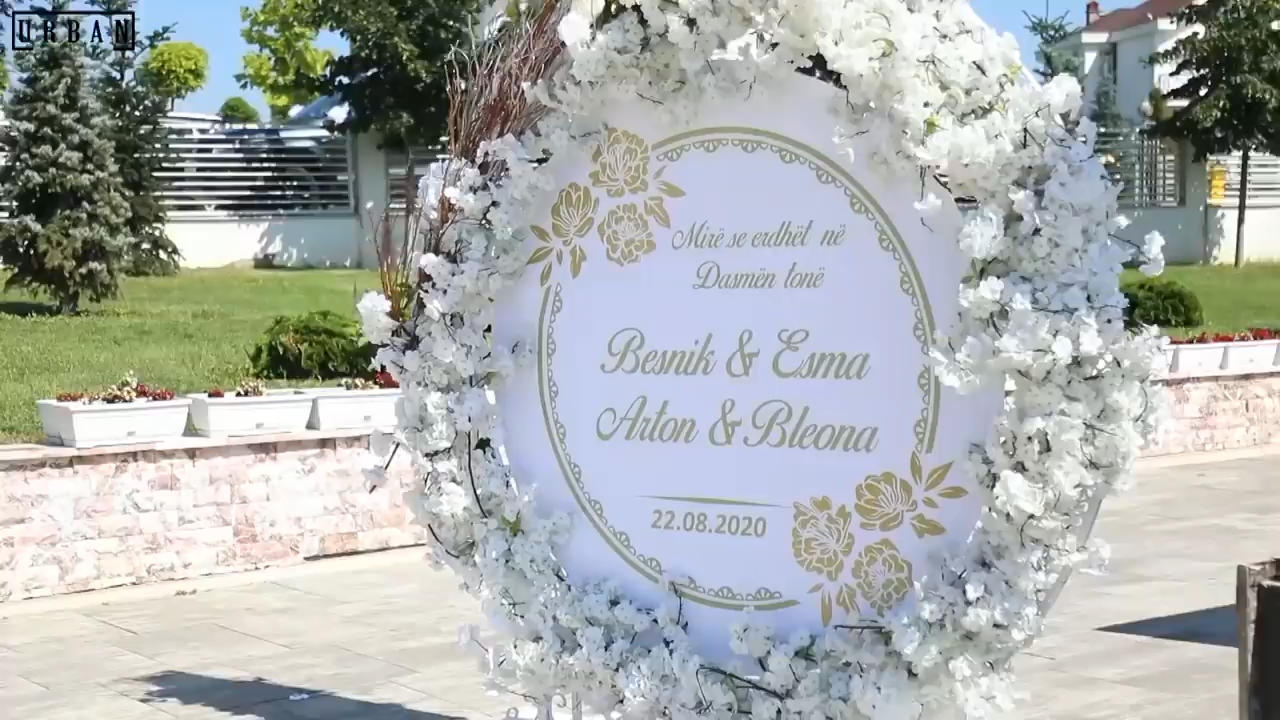 URBAN
Mirë se erdhët në
Dasmën tonë
Besnik & Esma
Arton & Bleona
22.08.2020